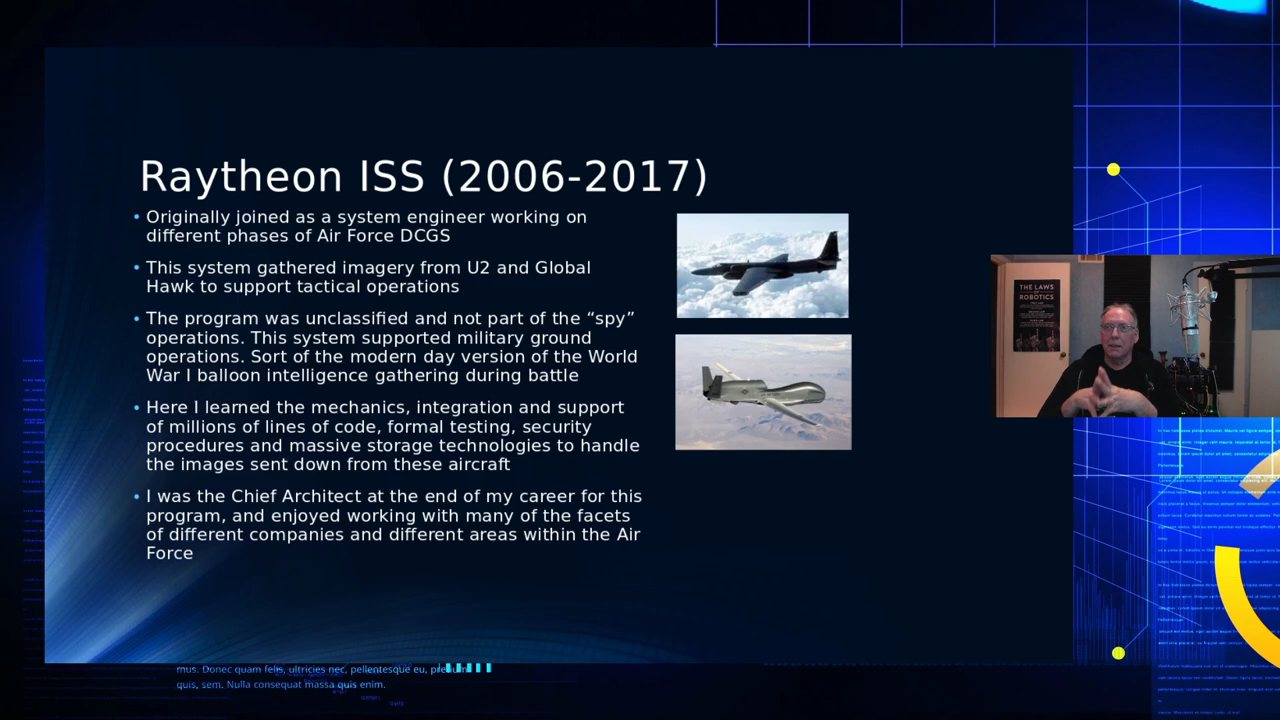 Raytheon ISS (2006-2017)
• Originally joined as a system engineer working on
different phases of Air Force DCGS
• This system gathered imagery from U2 and Global
Hawk to support tactical operations
• The program was unclassified and not part of the “spy”
operations. This system supported military ground
operations. Sort of the modern day version of the World
War I balloon intelligence gathering during battle
• Here I learned the mechanics, integration and support
of millions of lines of code, formal testing, security
procedures and massive storage technologies to handle
the images sent down from these aircraft
• I was the Chief Architect at the end of my career for this
program, and enjoyed working with many of the facets
of different companies and different areas within the Air
Force
THE LAWS
OF
ROBOTICS
mus. Donec quam felis, ultricies nec, pellentesque eu,
quis, sem. Nulla consequat massa quis enim.